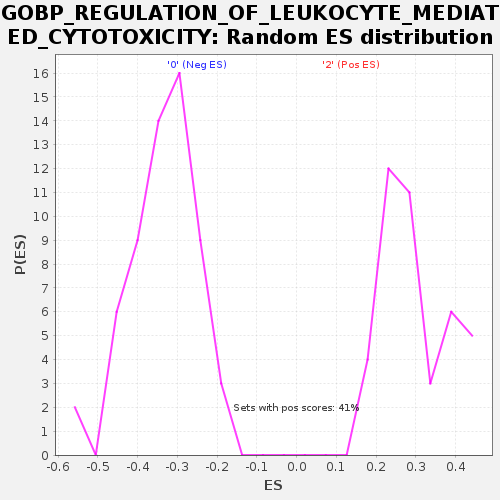 GOBP_REGULATION_OF_LEUKOCYTE_MEDIAT
ED_CYTOTOXICITY: Random ES distribution
'0' (Neg ES)
'2' (Pos ES)
16
15
14
13
12
11
10
9
8
7
6
5
4
3
2
1
0
P(ES)
Sets with pos scores: 41%
-0.6 -0.5 -0.4 -0.3 -0.2 -0.1 0.0 0.1 0.2 0.3 0.4
ES